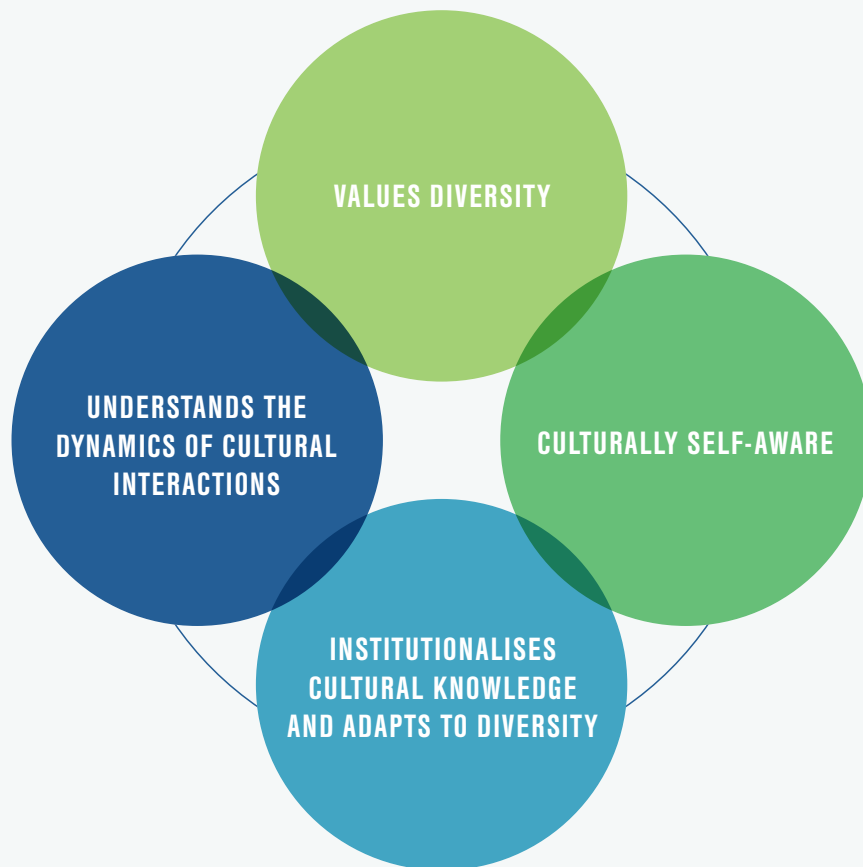 VALUES DIVERSITY
UNDERSTANDS THE
DYNAMICS OF CULTURAL
INTERACTIONS
CULTURALLY SELF-AWARE
INSTITUTIONALISES
CULTURAL KNOWLEDGE
AND ADAPTS TO DIVERSITY